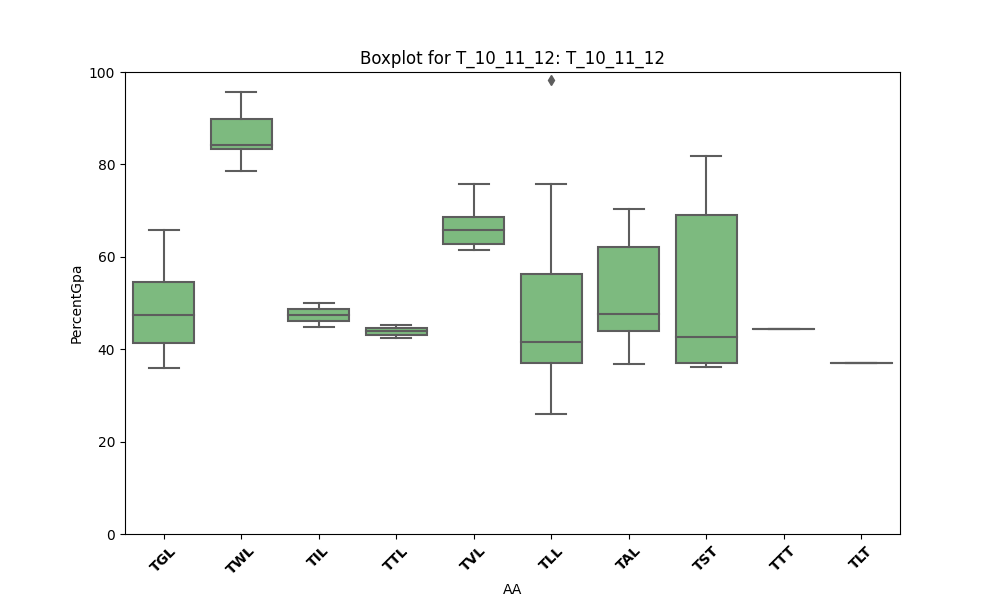 Boxplot for T_10_11_12: T_10_11_12
100
80
60
40
20
0
PercentGpa
TGL TWL TIL TTL TVL TLL TAL TST TTT TLT
AA